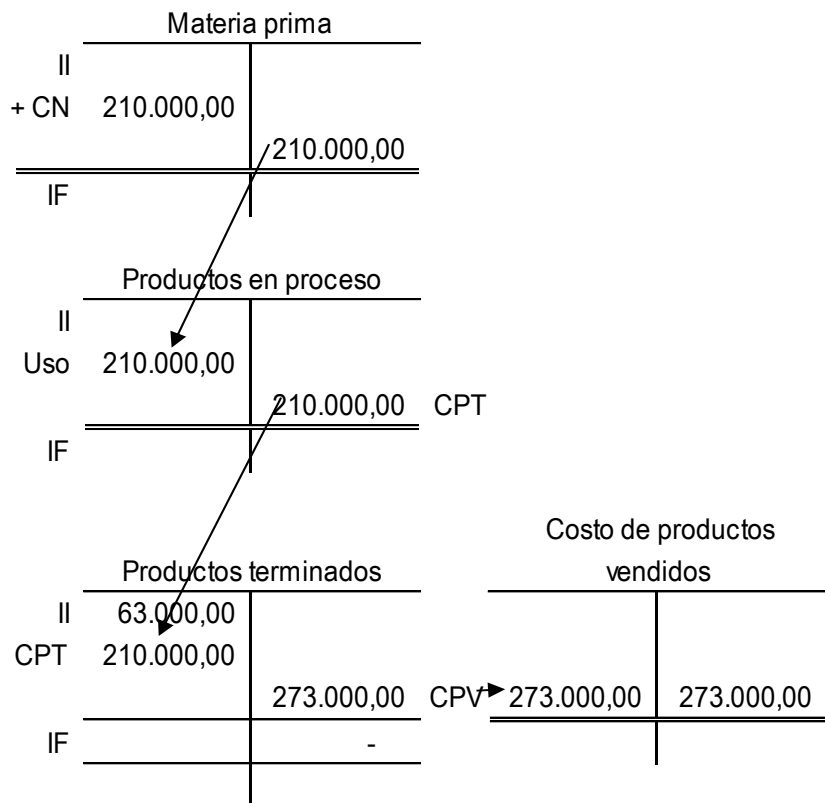 Materia prima
II
+ CN 210.000,00
210.000,00
IF
Productos en proceso
II
Uso 210.000,00
210.000,00 CPT
IF
Costo de productos
Productos terminados vendidos
II 63.000,00
CPT 210.000,00
273.000,00 CPV 273.000,00 273.000,00
IF -